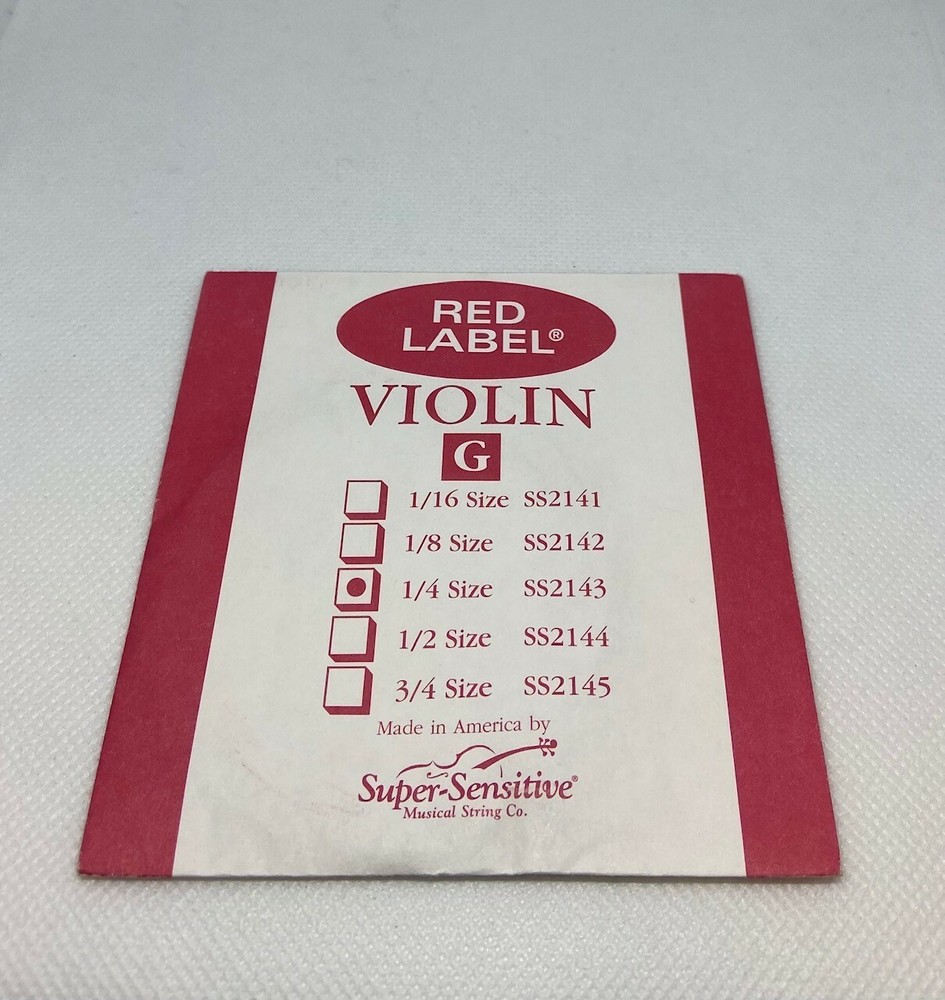 RED
LABEL®
VIOLIN
G
1/16 Size SS2141
1/8 Size SS2142
1/4 Size SS2143
1/2 Size SS2144
3/4 Size SS2145
Made in America by
Super-Sensitive®
Musical String Co.